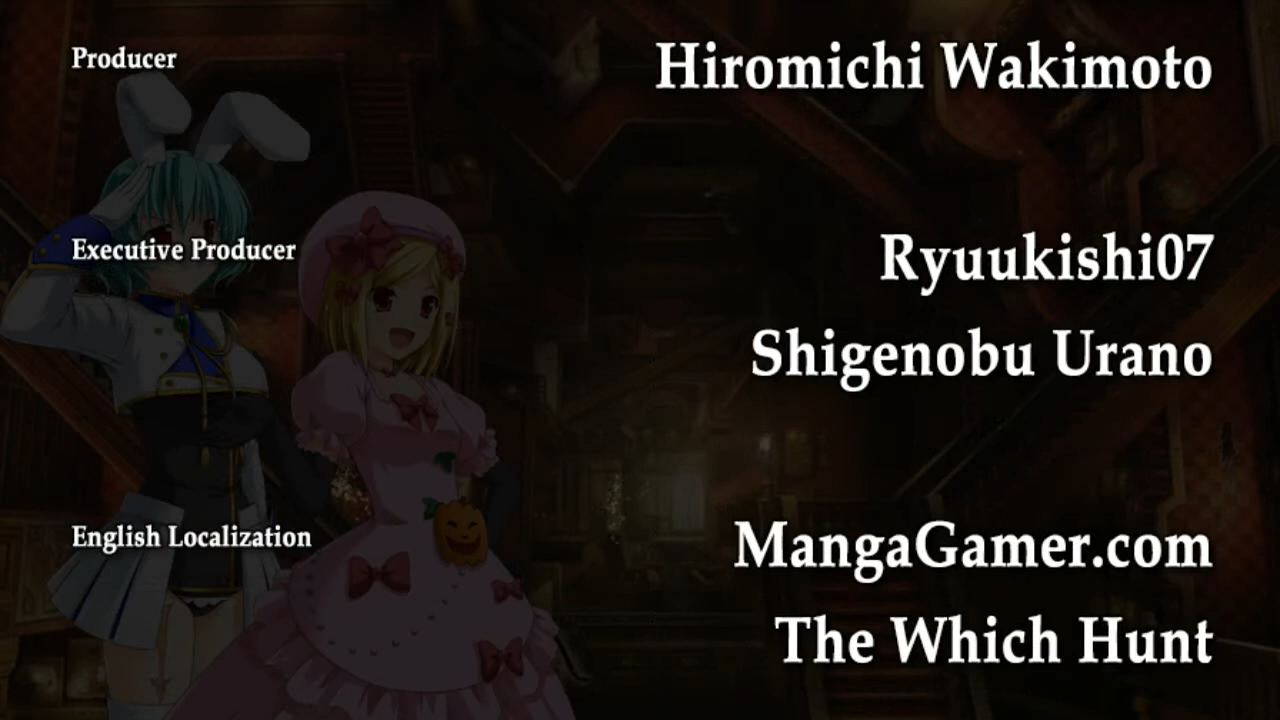 Producer Hiromichi Wakimoto
Executive Producer Ryuukishi07
Shigenobu Urano
English Localization MangaGamer.com
The Which Hunt